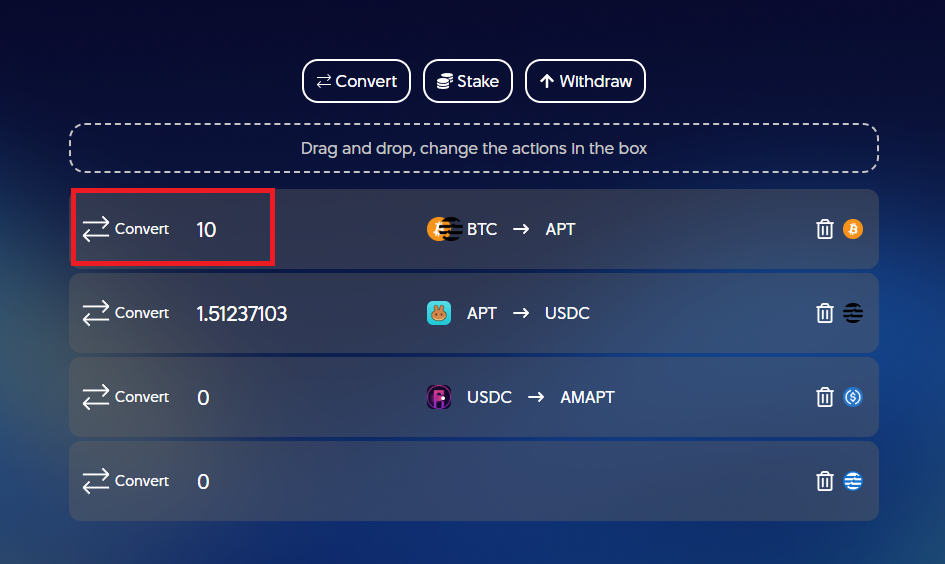 Convert Stake Withdraw
Drag and drop, change the actions in the box
Convert 10 BTC → APT
Convert 1.51237103 APT → USDC
Convert 0 USDC → AMAPT
Convert 0